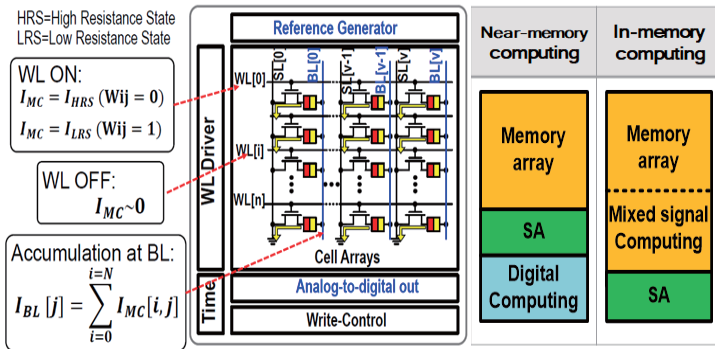 HRS=High Resistance State
LRS=Low Resistance State
WL ON:
I_MC = I_HRS (Wij = 0)
I_MC = I_LRS (Wij = 1)
WL OFF:
I_MC~0
Accumulation at BL:
i=N
I_BL [j] = ∑ I_MC[i,j]
i=0
Reference Generator
WL Driver
SL[0]
BL[0]
SL[v-1]
BL[v-1]
SL[v]
BL[v]
WL[0]
WL[i]
WL[n]
Cell Arrays
Time
Analog-to-digital out
Write-Control
Near-memory
computing
Memory
array
SA
Digital
Computing
In-memory
computing
Memory
array
Mixed signal
Computing
SA